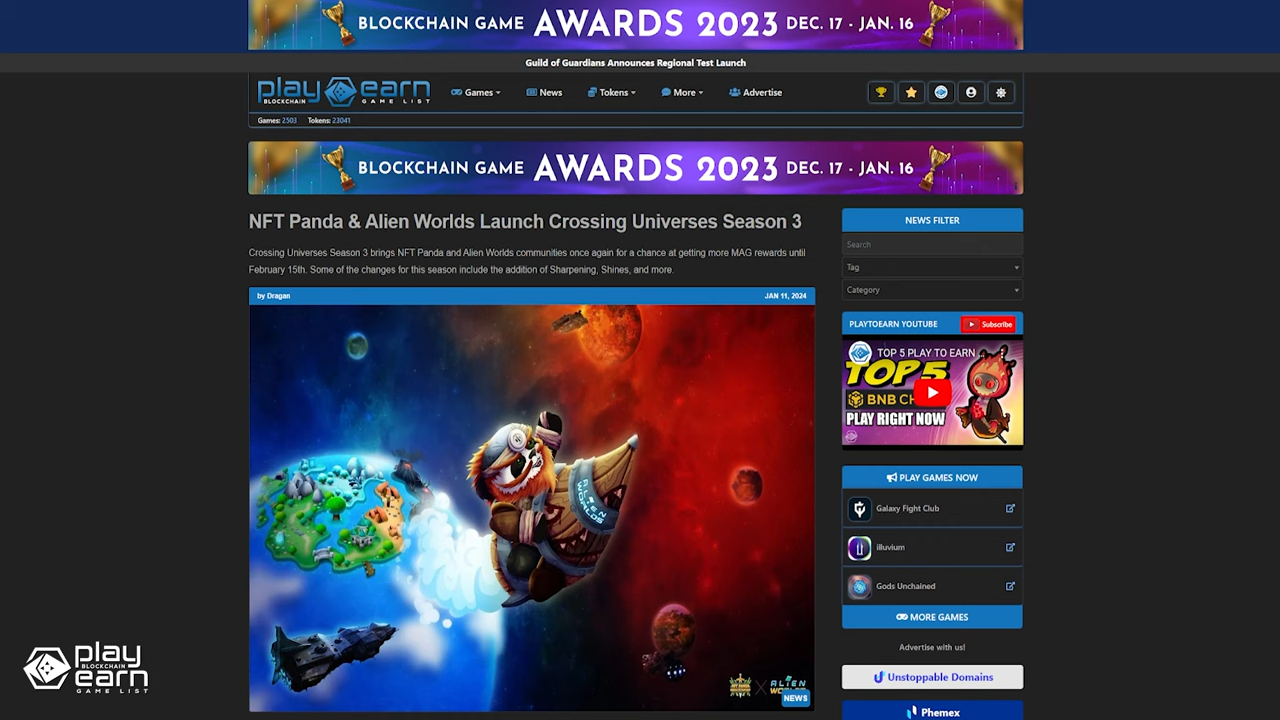 BLOCKCHAIN GAME AWARDS 2023 DEC. 17 - JAN. 16
Guild of Guardians Announces Regional Test Launch
play earn
BLOCKCHAIN GAME LIST
Games News Tokens More Advertise
Games: 2503 Tokens: 23041
BLOCKCHAIN GAME AWARDS 2023 DEC. 17 - JAN. 16
NFT Panda & Alien Worlds Launch Crossing Universes Season 3
Crossing Universes Season 3 brings NFT Panda and Alien Worlds communities once again for a chance at getting more MAG rewards until
February 15th. Some of the changes for this season include the addition of Sharpening, Shines, and more.
by Dragan JAN 11, 2024
ALIEN WORLDS
X ALIEN
NEWS
NEWS FILTER
Search
Tag
Category
PLAYTOEARN YOUTUBE Subscribe
TOP 5 PLAY TO EARN ...
TOP 5
BNB CH
PLAY RIGHT NOW
PLAY GAMES NOW
Galaxy Fight Club
illuvium
Gods Unchained
MORE GAMES
Advertise with us!
Unstoppable Domains
Phemex
play
BLOCKCHAIN
earn
GAME LIST